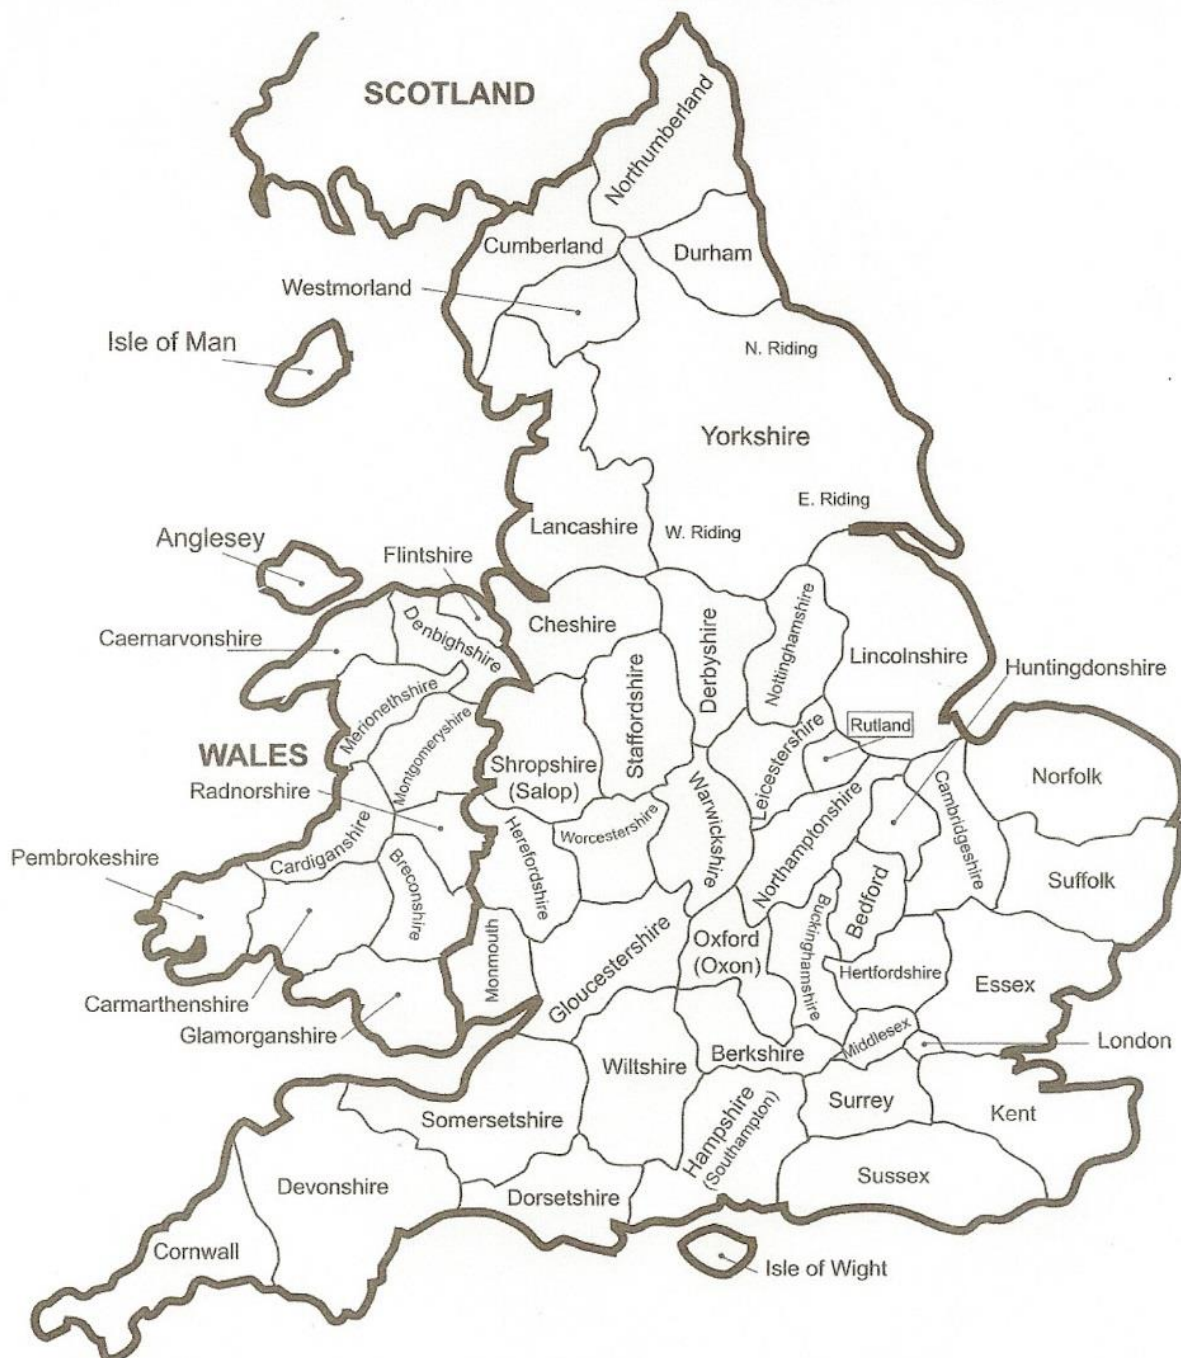 SCOTLAND
Northumberland
Cumberland
Durham
Westmorland
Isle of Man
N. Riding
Yorkshire
E. Riding
Lancashire
W. Riding
Anglesey
Flintshire
Caernarvonshire
Denbighshire
Cheshire
Derbyshire
Nottinghamshire
Lincolnshire
Huntingdonshire
Merionethshire
Staffordshire
Montgomeryshire
WALES
Radnorshire
Shropshire
(Salop)
Leicestershire
Rutland
Norfolk
Warwickshire
Worcestershire
Herefordshire
Northamptonshire
Cambridgeshire
Cardiganshire
Pembrokeshire
Breconshire
Suffolk
Bedford
Buckinghamshire
Oxford
(Oxon)
Monmouth
Gloucestershire
Hertfordshire
Essex
Carmarthenshire
Glamorganshire
Middlesex
London
Berkshire
Wiltshire
Surrey
Kent
Somersetshire
Hampshire
(Southampton)
Sussex
Devonshire
Dorsetshire
Cornwall
Isle of Wight